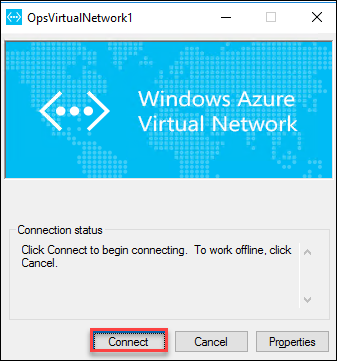 OpsVirtualNetwork1
Windows Azure
Virtual Network
Connection status
Click Connect to begin connecting. To work offline, click
Cancel.
Connect
Cancel
Properties